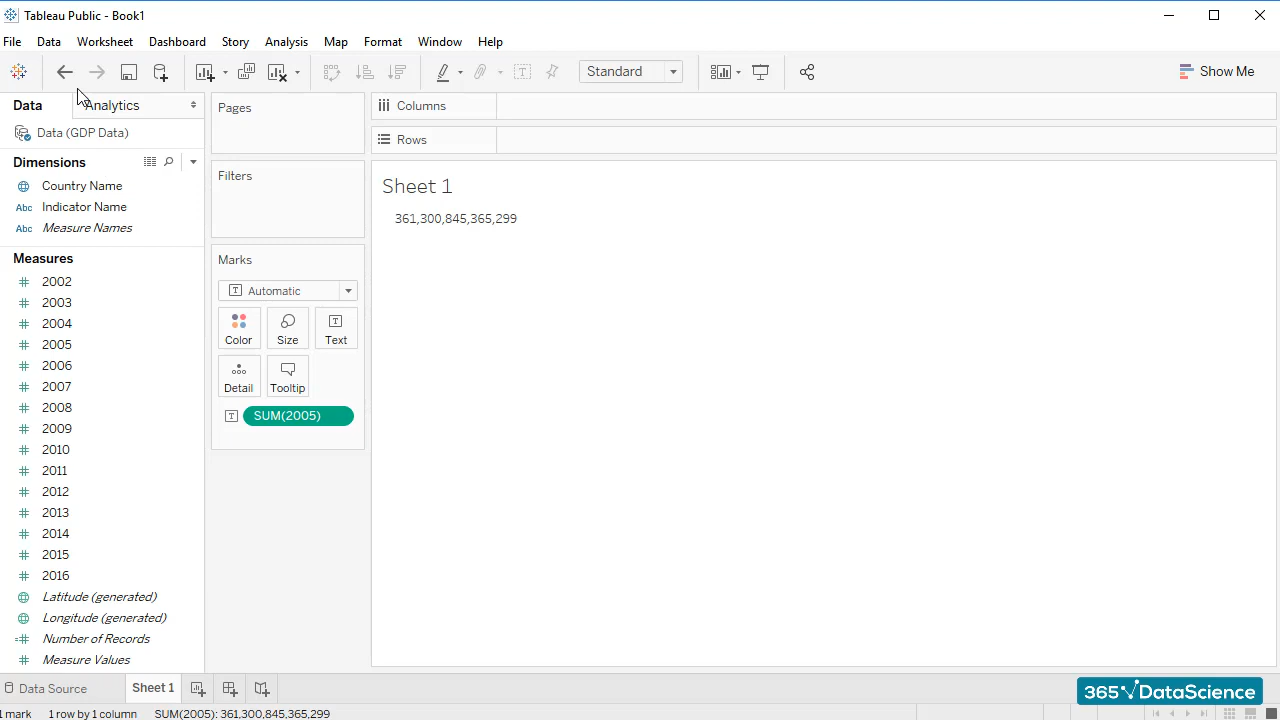 Tableau Public - Book1
File Data Worksheet Dashboard Story Analysis Map Format Window Help
Standard
Show Me
Data Analytics
Data (GDP Data)
Dimensions
Country Name
Abc Indicator Name
Abc Measure Names
Measures
2002
2003
2004
2005
2006
2007
2008
2009
2010
2011
2012
2013
2014
2015
2016
Latitude (generated)
Longitude (generated)
Number of Records
Measure Values
Pages
Filters
Marks
Automatic
Color Size Text
Detail Tooltip
SUM(2005)
Columns
Rows
Sheet 1
361,300,845,365,299
Data Source Sheet 1
365 DataScience
1 mark 1 row by 1 column SUM(2005): 361,300,845,365,299